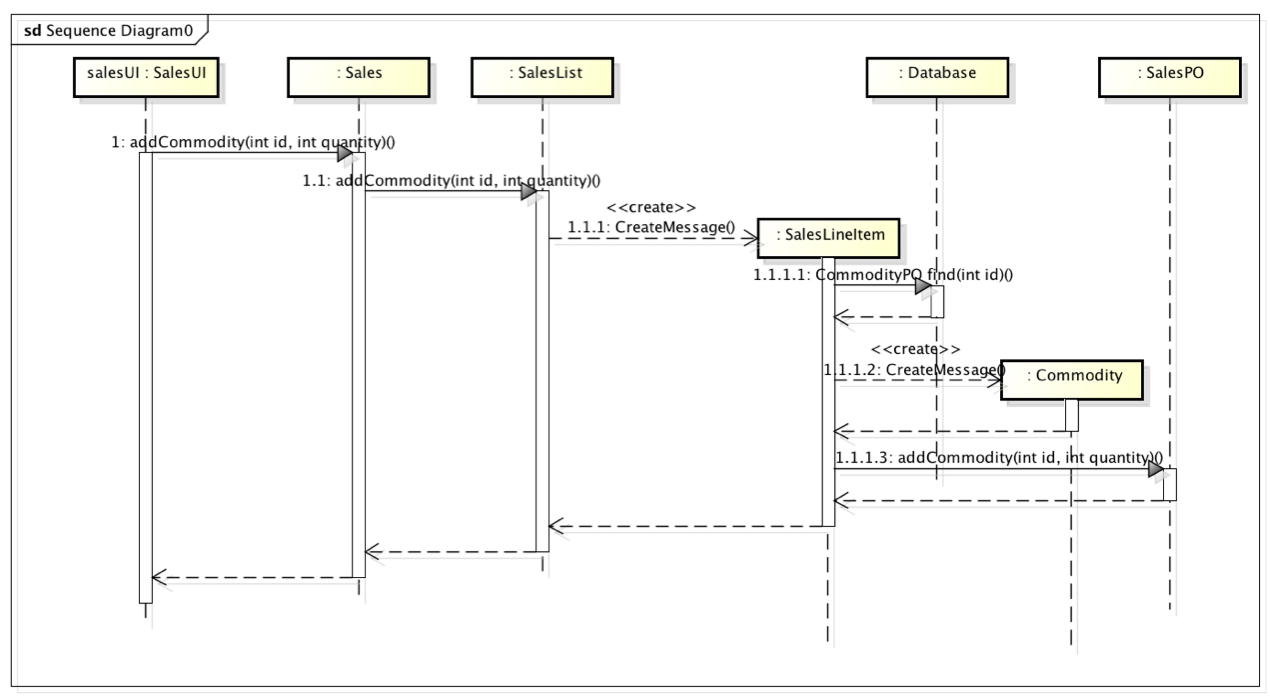 sd Sequence Diagram0
salesUI : SalesUI
: Sales
: SalesList
: Database
: SalesPO
1: addCommodity(int id, int quantity)()
1.1: addCommodity(int id, int quantity)()
<<create>>
1.1.1: CreateMessage()
: SalesLineItem
1.1.1.1: CommodityPO find(int id)()
<<create>>
1.1.1.2: CreateMessage()
: Commodity
1.1.1.3: addCommodity(int id, int quantity)()